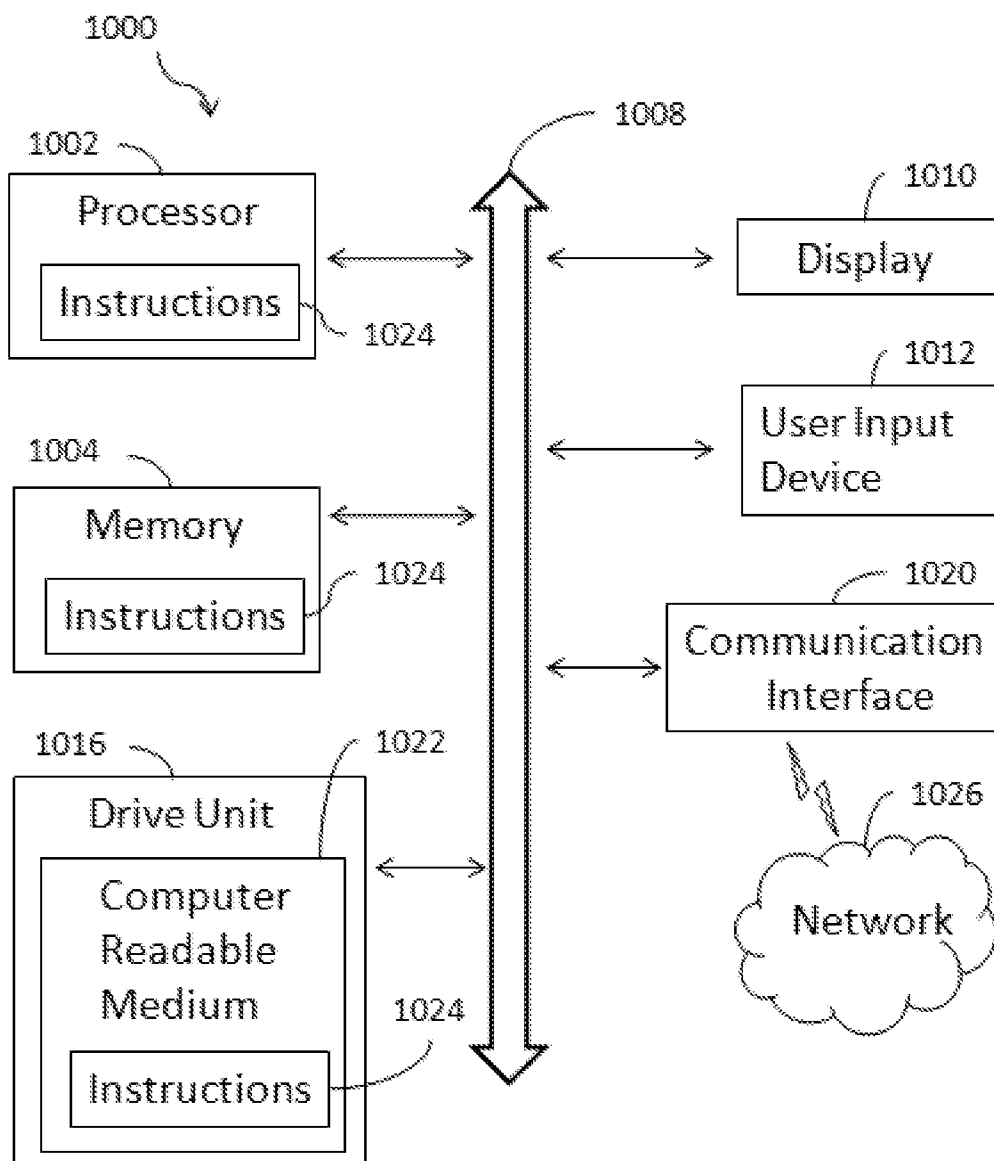 1000
1002
Processor
Instructions
1024
1004
Memory
1024
Instructions
1016
1022
Drive Unit
Computer
Readable
Medium
1024
Instructions
1008
1010
Display
1012
User Input
Device
1020
Communication
Interface
1026
Network